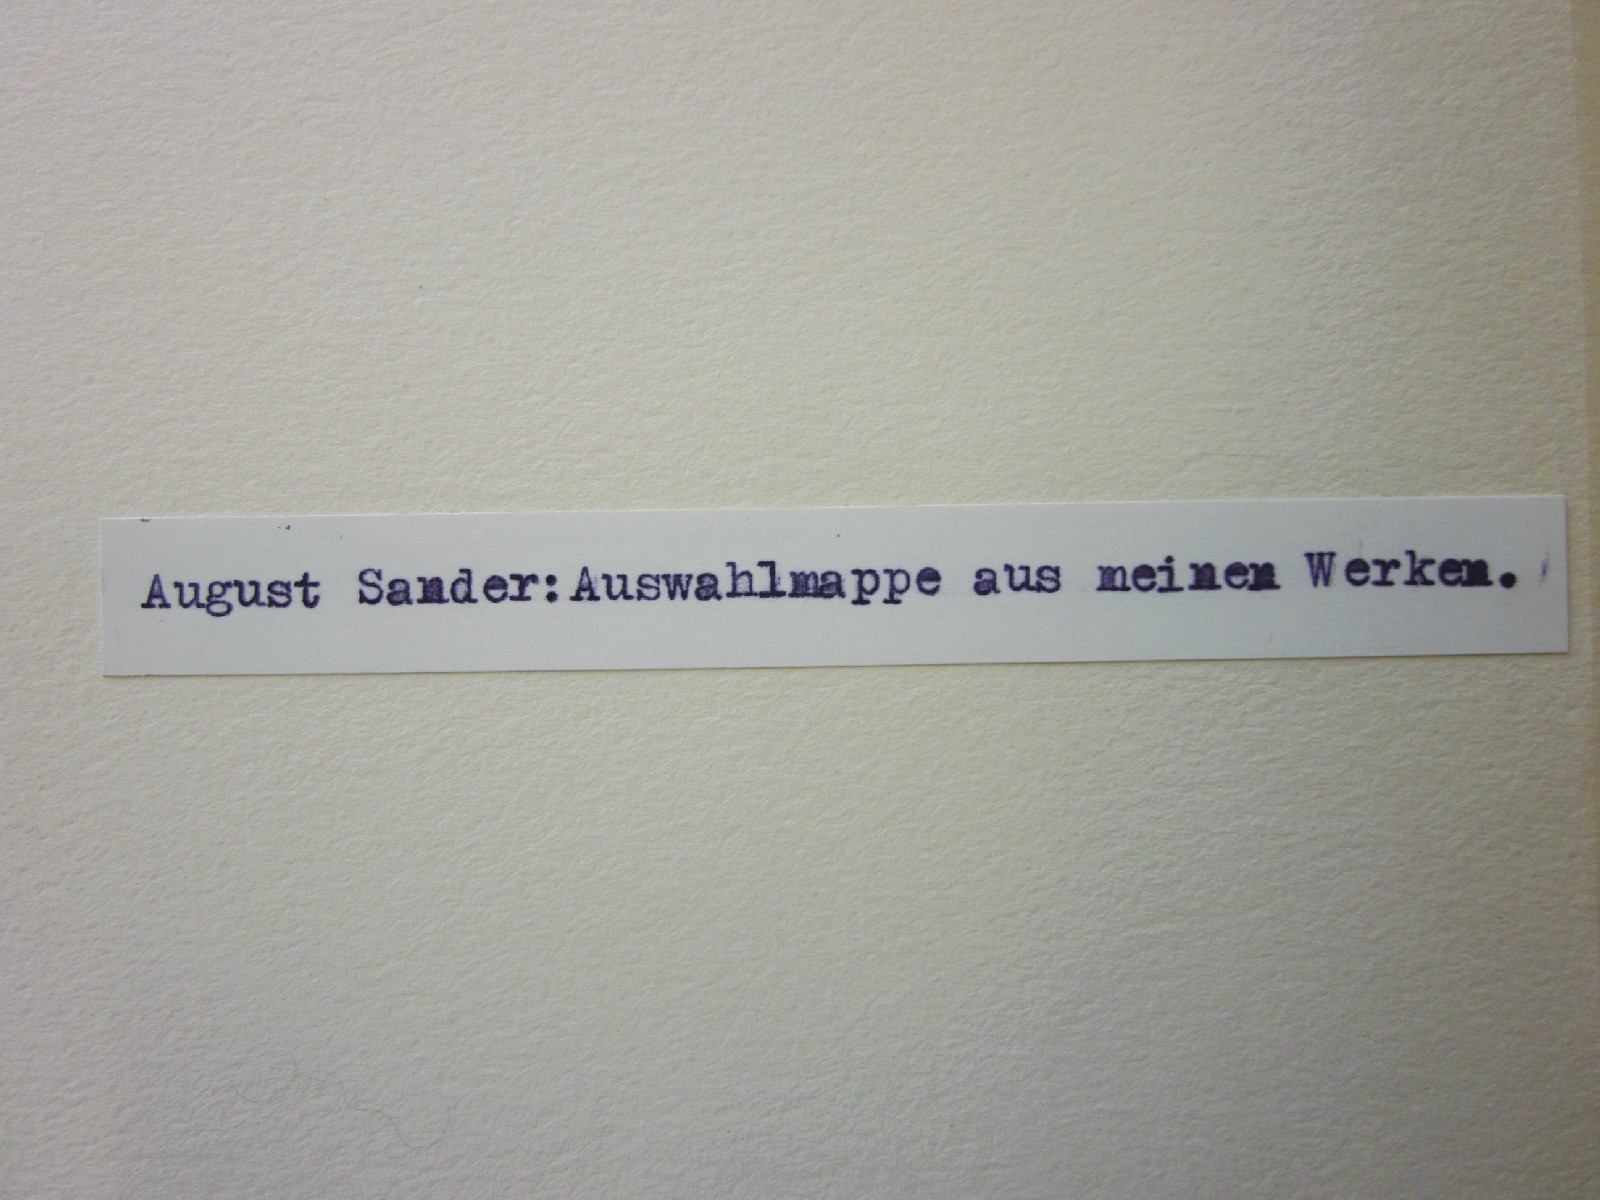 August Sander:Auswahlmappe aus meinen Werken.